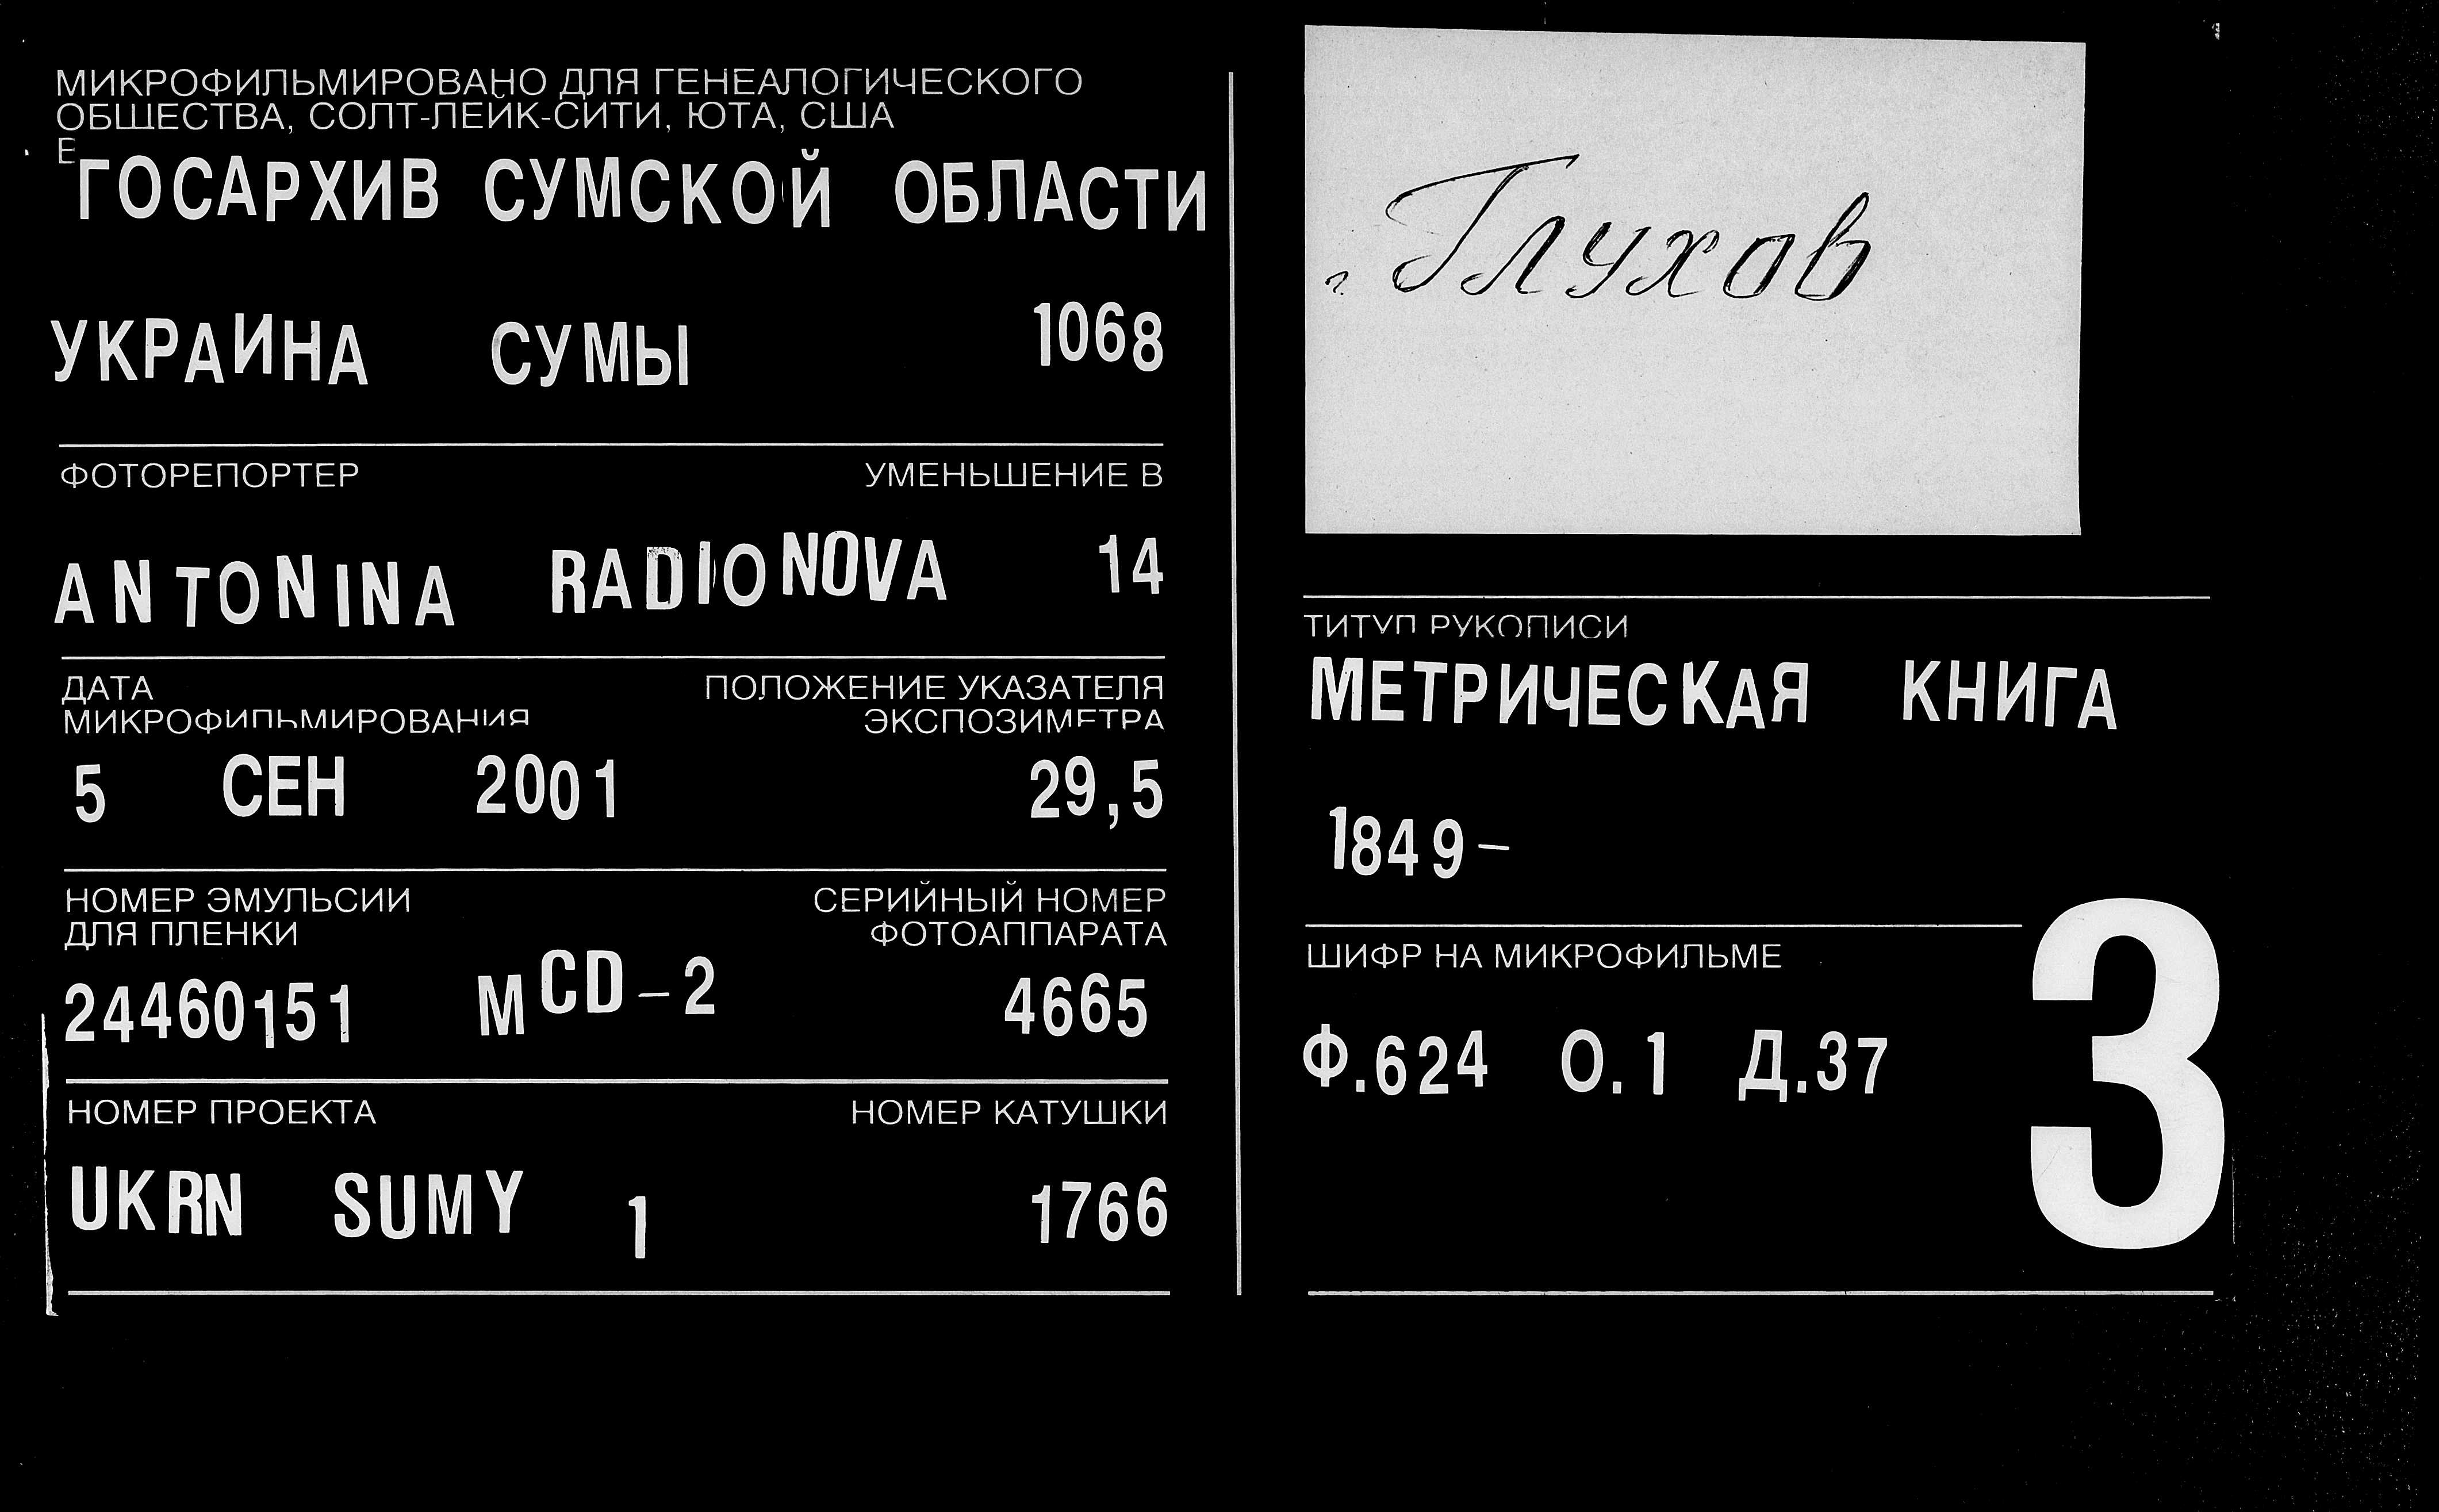 МИКРОФИЛЬМИРОВАНО ДЛЯ ГЕНЕАЛОГИЧЕСКОГО
ОБЩЕСТВА, СОЛТ-ЛЕЙК-СИТИ, ЮТА, США
Е
ГОСАРХИВ СУМСКОЙ ОБЛАСТИ
УКРАИНА СУМЫ 1068
ФОТОРЕПОРТЕР УМЕНЬШЕНИЕ В
ANTONINA RADIONOVA 14
ДАТА ПОЛОЖЕНИЕ УКАЗАТЕЛЯ
МИКРОФИЛЬМИРОВАНИЯ ЭКСПОЗИМЕТРА
5 СЕН 2001 29,5
НОМЕР ЭМУЛЬСИИ СЕРИЙНЫЙ НОМЕР
ДЛЯ ПЛЕНКИ ФОТОАППАРАТА
24460151 MCD-2 4665
НОМЕР ПРОЕКТА НОМЕР КАТУШКИ
UKRN SUMY 1 1766
г. Глухов
ТИТУЛ РУКОПИСИ
МЕТРИЧЕСКАЯ КНИГА
1849-
ШИФР НА МИКРОФИЛЬМЕ
Ф.624 О.1 Д.37
3